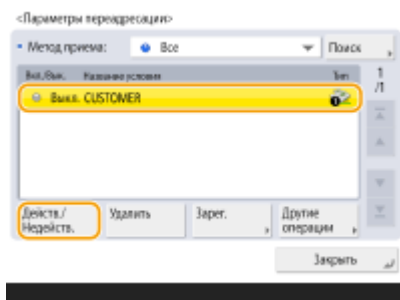 <Параметры переадресации>
Метод приема: Все Поиск
Вкл./Вык. Название условия Тип
Выкл. CUSTOMER
1
/1
Действ./ Удалить Зарег. Другие
Недейств. операции
Закрыть